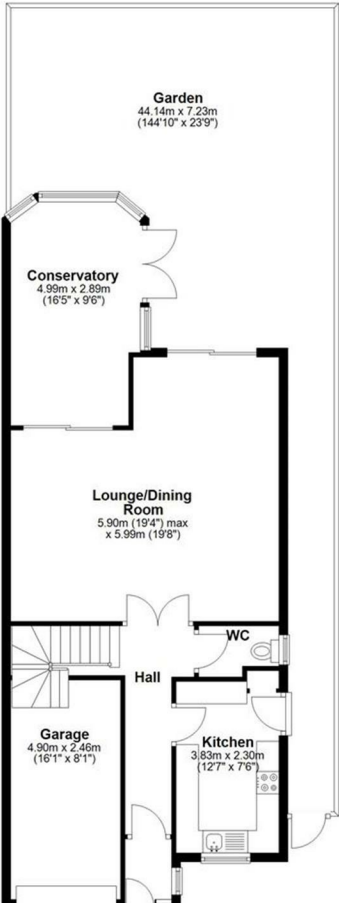 Garden
44.14m x 7.23m
(144'10" x 23'9")
Conservatory
4.99m x 2.89m
(16'5" x 9'6")
Lounge/Dining
Room
5.90m (19'4") max
x 5.99m (19'8")
WC
Hall
Garage
4.90m x 2.46m
(16'1" x 8'1")
Kitchen
3.83m x 2.30m
(12'7" x 7'6")